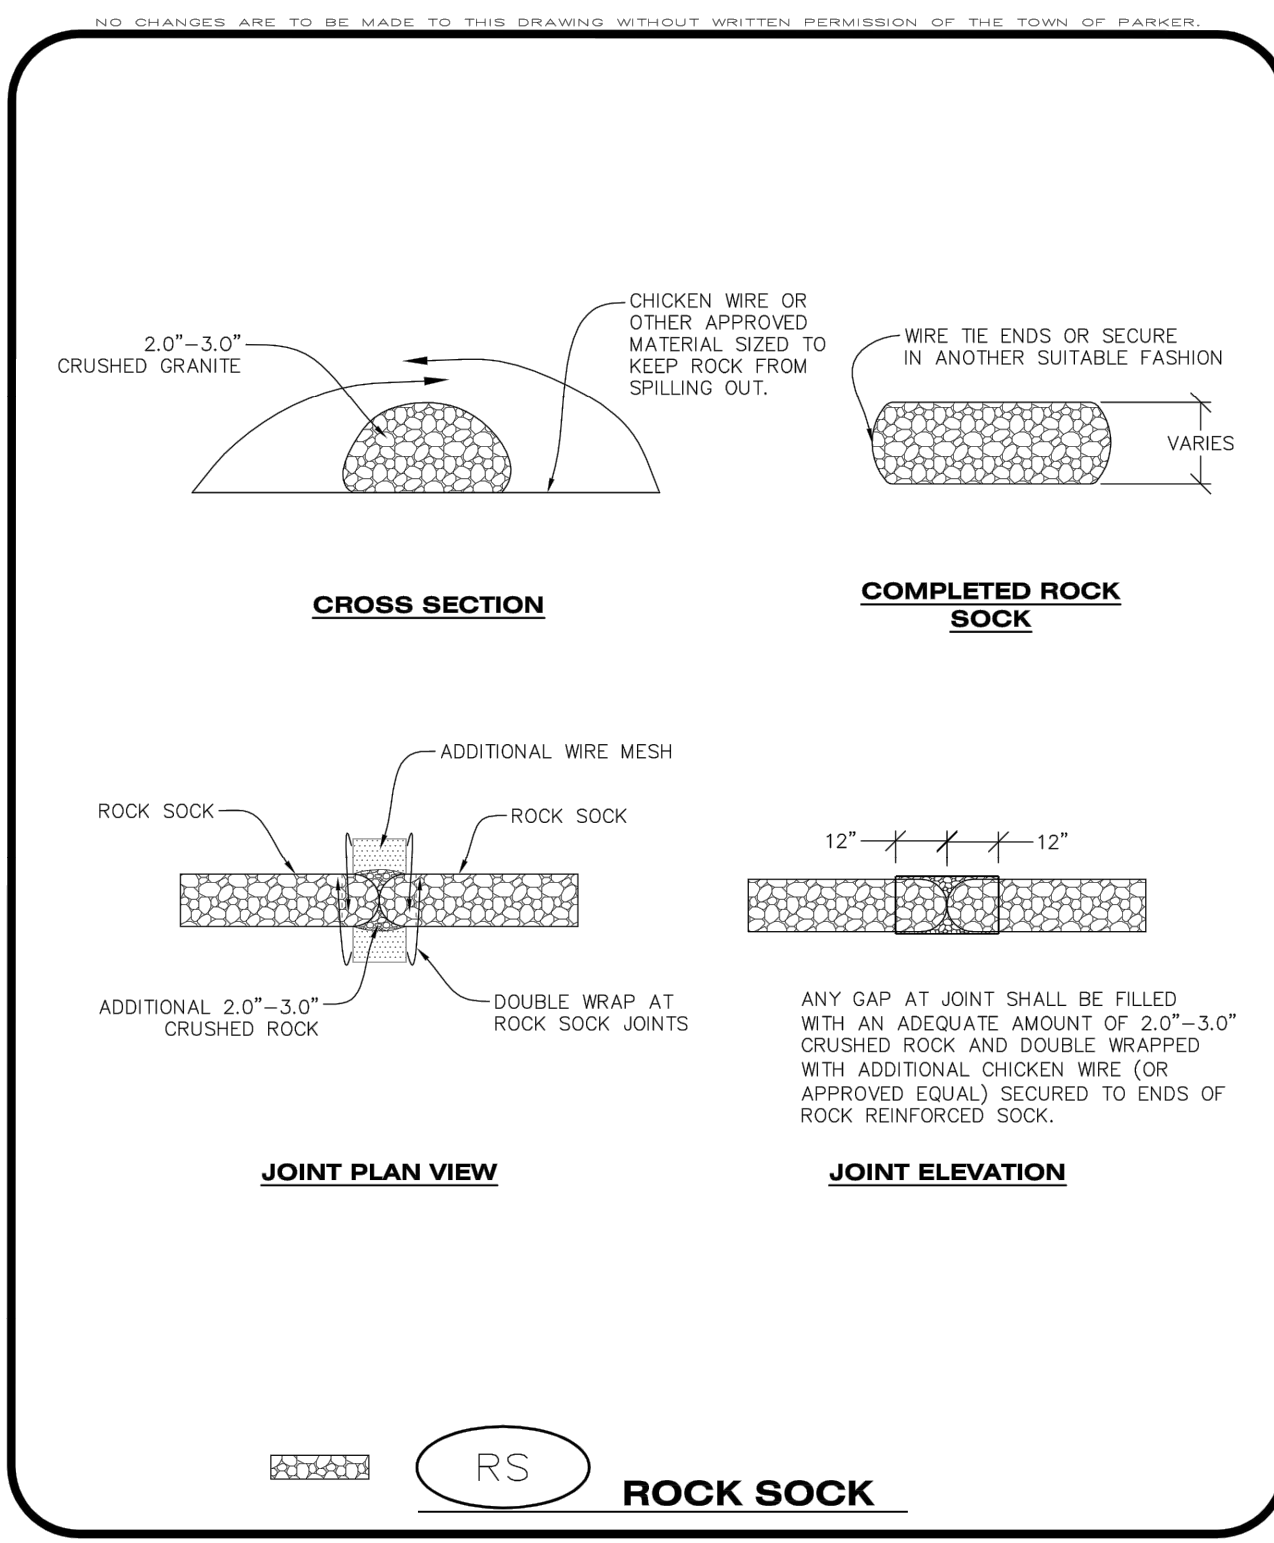 NO CHANGES ARE TO BE MADE TO THIS DRAWING WITHOUT WRITTEN PERMISSION OF THE TOWN OF PARKER.
2.0”–3.0”
CRUSHED GRANITE
CHICKEN WIRE OR
OTHER APPROVED
MATERIAL SIZED TO
KEEP ROCK FROM
SPILLING OUT.
WIRE TIE ENDS OR SECURE
IN ANOTHER SUITABLE FASHION
VARIES
CROSS SECTION
COMPLETED ROCK
SOCK
ADDITIONAL WIRE MESH
ROCK SOCK
ROCK SOCK
ADDITIONAL 2.0”–3.0”
CRUSHED ROCK
DOUBLE WRAP AT
ROCK SOCK JOINTS
12”
12”
ANY GAP AT JOINT SHALL BE FILLED
WITH AN ADEQUATE AMOUNT OF 2.0”–3.0”
CRUSHED ROCK AND DOUBLE WRAPPED
WITH ADDITIONAL CHICKEN WIRE (OR
APPROVED EQUAL) SECURED TO ENDS OF
ROCK REINFORCED SOCK.
JOINT PLAN VIEW
JOINT ELEVATION
RS
ROCK SOCK